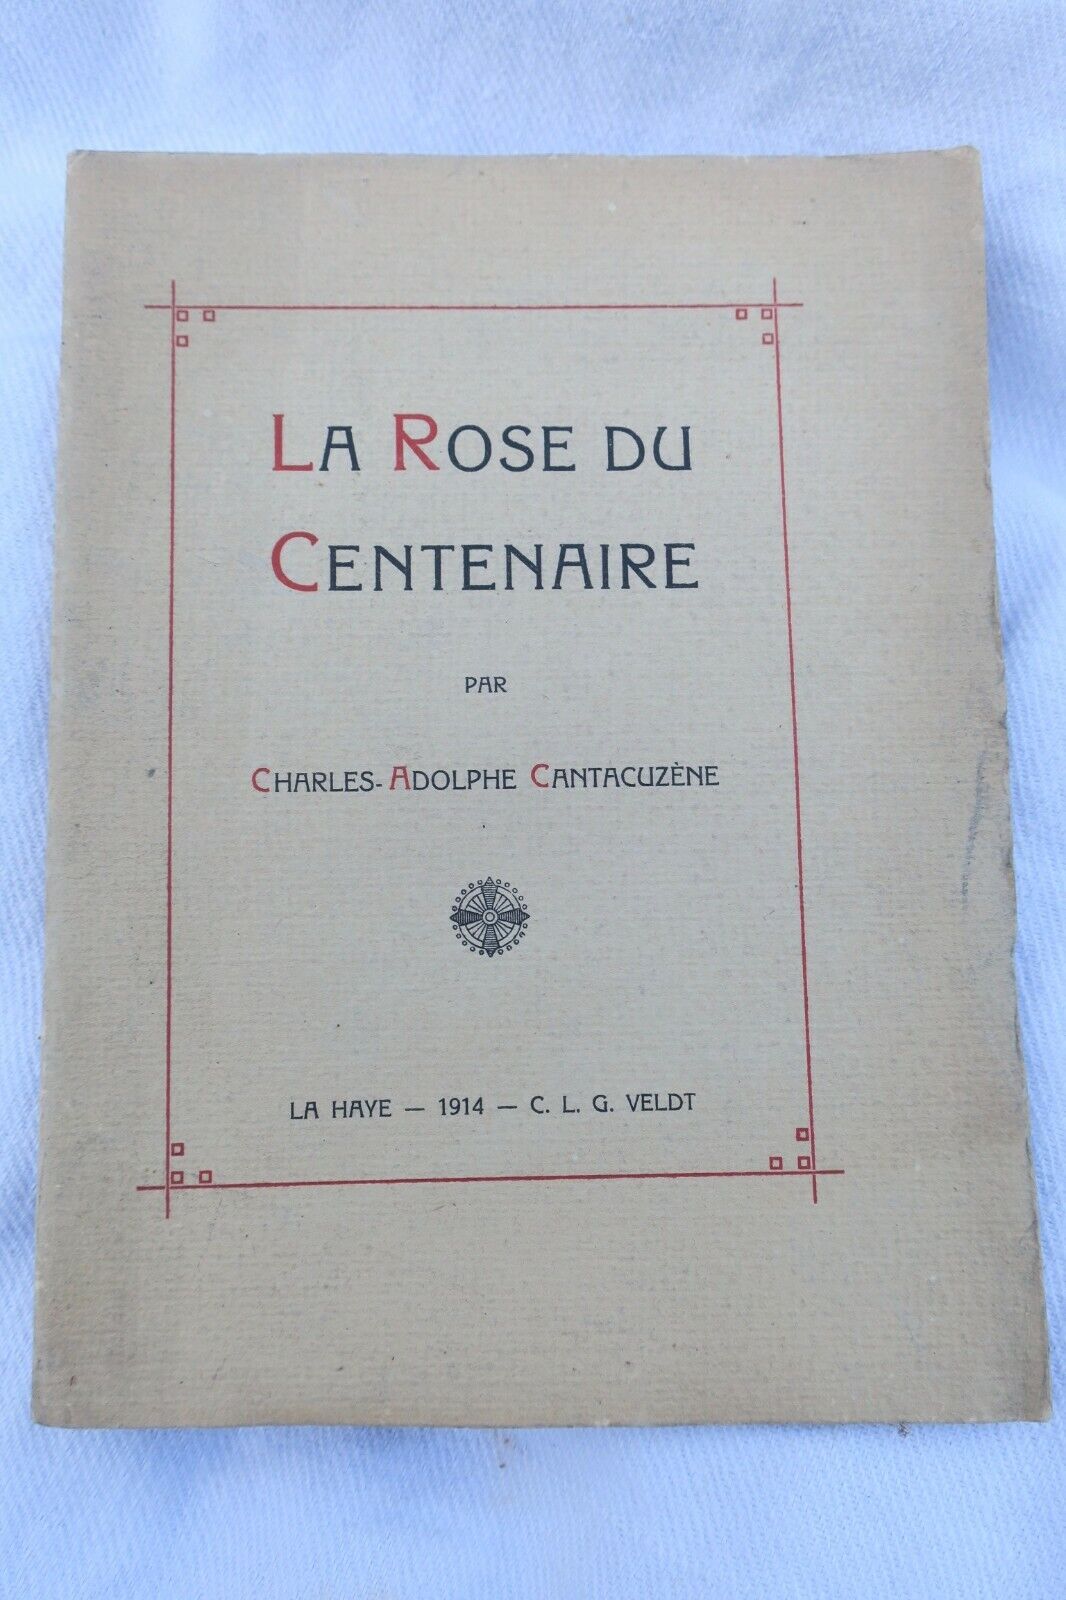 LA ROSE DU
CENTENAIRE
PAR
CHARLES-ADOLPHE CANTACUZÈNE
LA HAYE — 1914 — C. L. G. VELDT